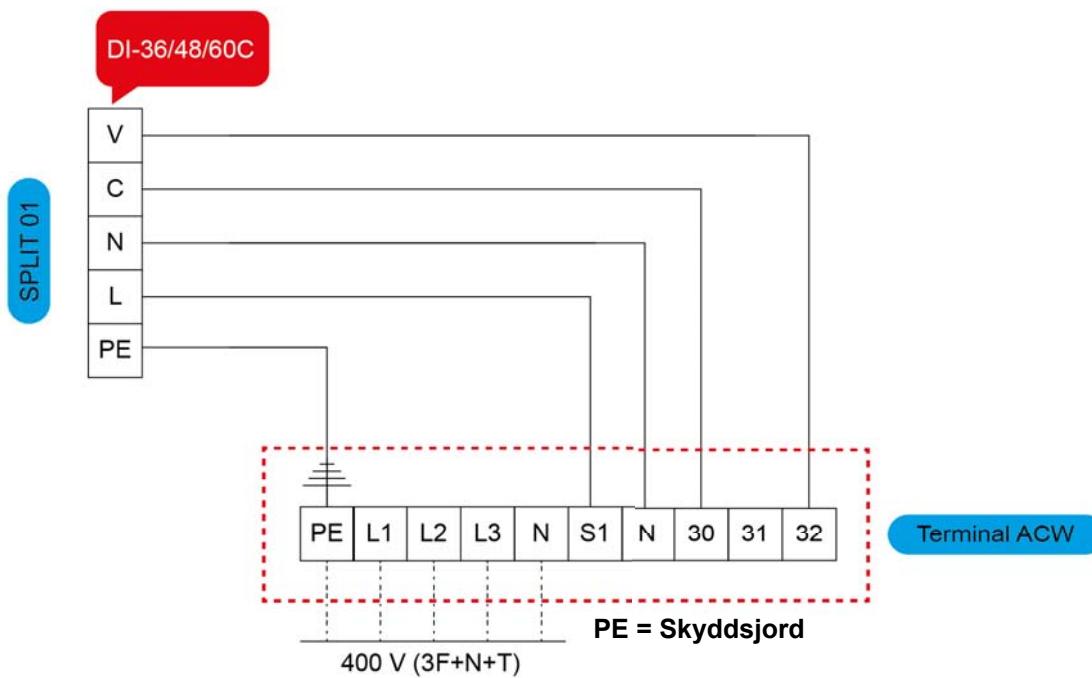 DI-36/48/60C
SPLIT 01
V
C
N
L
PE
PE L1 L2 L3 N S1 N 30 31 32
Terminal ACW
PE = Skyddsjord
400 V (3F+N+T)